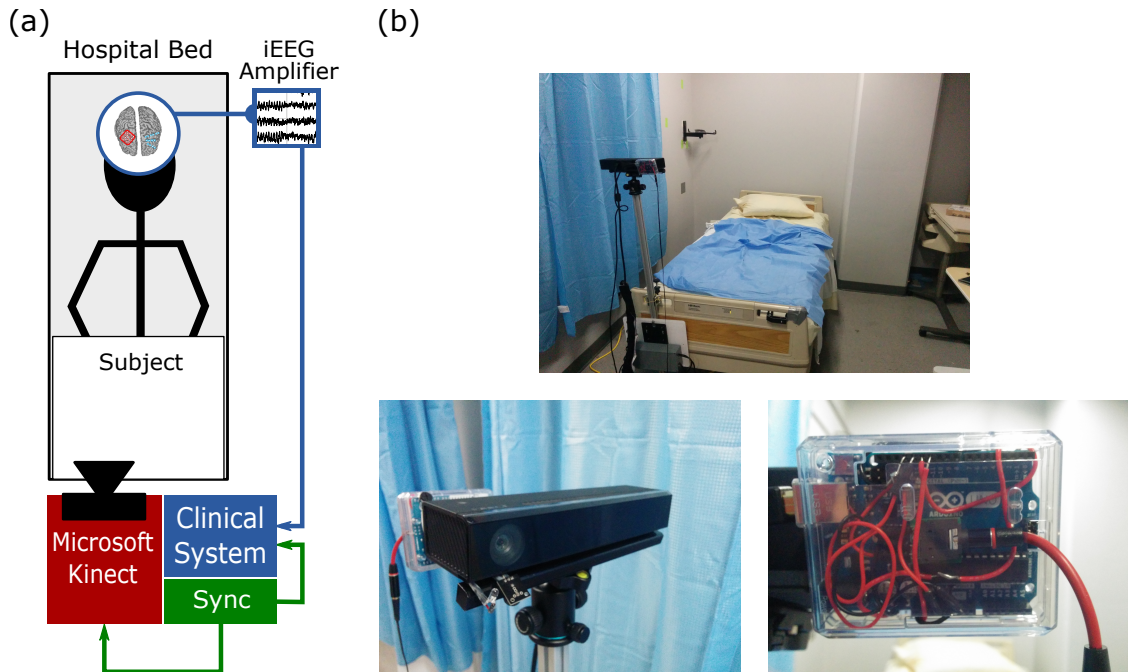 (a)
(b)
Hospital Bed
iEEG
Amplifier
Subject
Microsoft
Kinect
Clinical
System
Sync